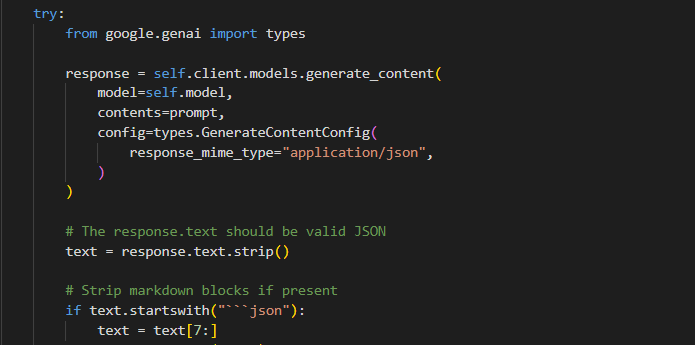 try:
from google.genai import types
response = self.client.models.generate_content(
model=self.model,
contents=prompt,
config=types.GenerateContentConfig(
response_mime_type="application/json",
)
)
# The response.text should be valid JSON
text = response.text.strip()
# Strip markdown blocks if present
if text.startswith("```json"):
text = text[7:]